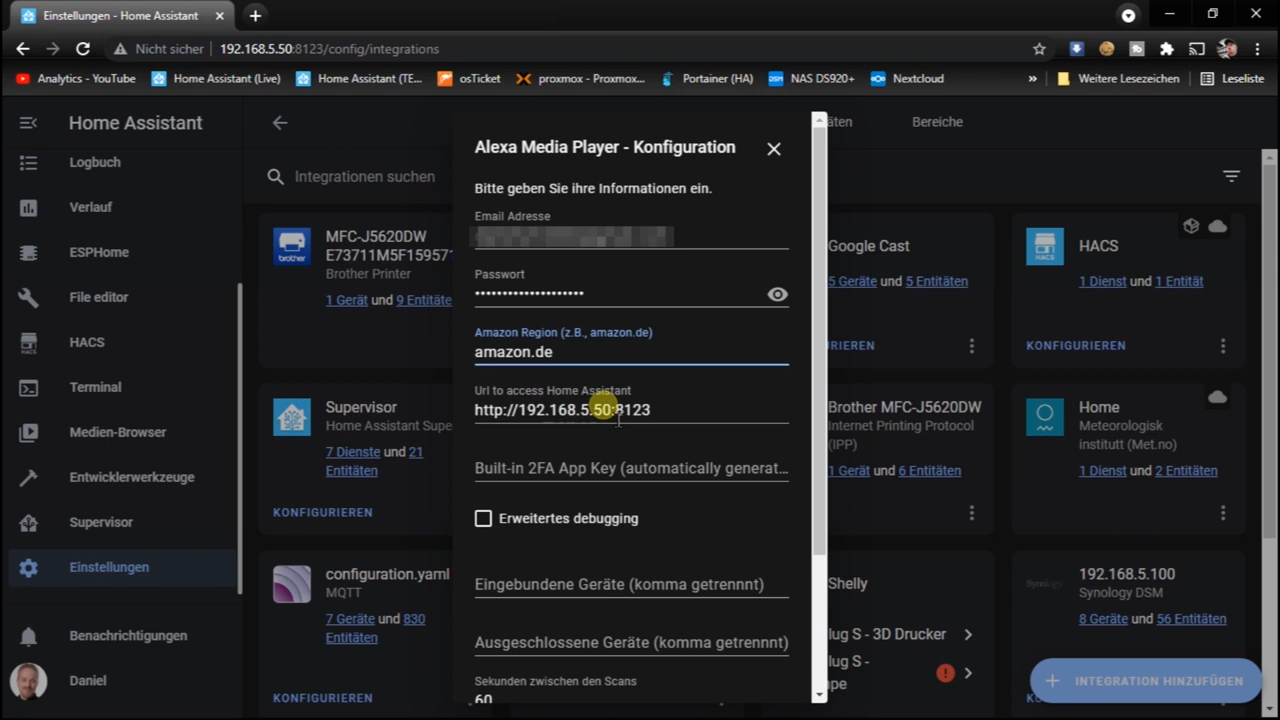 Einstellungen - Home Assistant
Nicht sicher
192.168.5.50:8123/config/integrations
Analytics - YouTube
Home Assistant (Live)
Home Assistant (TE...
osTicket
proxmox - Proxmox...
Portainer (HA)
NAS DS920+
Nextcloud
»
Weitere Lesezeichen
Leseliste
Home Assistant
Logbuch
Verlauf
ESPHome
File editor
HACS
Terminal
Medien-Browser
Entwicklerwerkzeuge
Supervisor
Einstellungen
Benachrichtigungen
Daniel
Bereiche
Integrationen suchen
MFC-J5620DW
E73711M5F15957
Brother Printer
1 Gerät und 9 Entitäte
Supervisor
Home Assistant Supe
7 Dienste und 21
Entitäten
KONFIGURIEREN
configuration.yaml
MQTT
7 Geräte und 830
Entitäten
KONFIGURIEREN
Alexa Media Player - Konfiguration
Bitte geben Sie ihre Informationen ein.
Email Adresse
Passwort
••••••••••••••••••••
Amazon Region (z.B., amazon.de)
amazon.de
Url to access Home Assistant
http://192.168.5.50:8123
Built-in 2FA App Key (automatically generat...
Erweitertes debugging
Eingebundene Geräte (komma getrennnt)
Ausgeschlossene Geräte (komma getrennnt)
Sekunden zwischen den Scans
60
äten
Google Cast
5 Geräte und 5 Entitäten
URIEREN
HACS
HACS
1 Dienst und 1 Entität
KONFIGURIEREN
Brother MFC-J5620DW
Internet Printing Protocol
(IPP)
1 Gerät und 6 Entitäten
Home
Meteorologisk
institutt (Met.no)
1 Dienst und 2 Entitäten
Shelly
lug S - 3D Drucker
lug S -
pe
Synology
192.168.5.100
Synology DSM
8 Geräte und 56 Entitäten
INTEGRATION HINZUFÜGEN